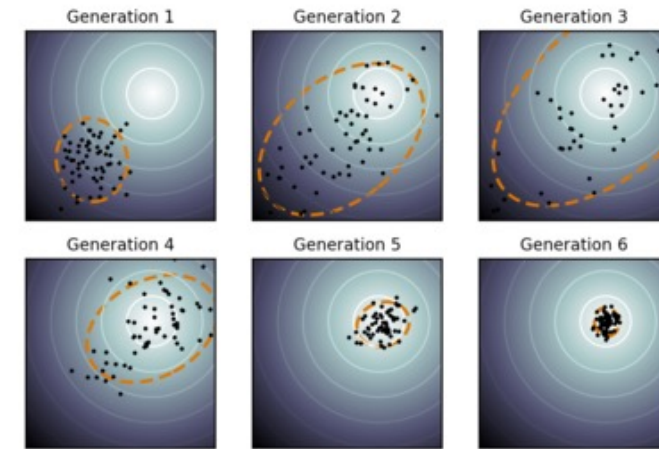 Generation 1
Generation 2
Generation 3
Generation 4
Generation 5
Generation 6